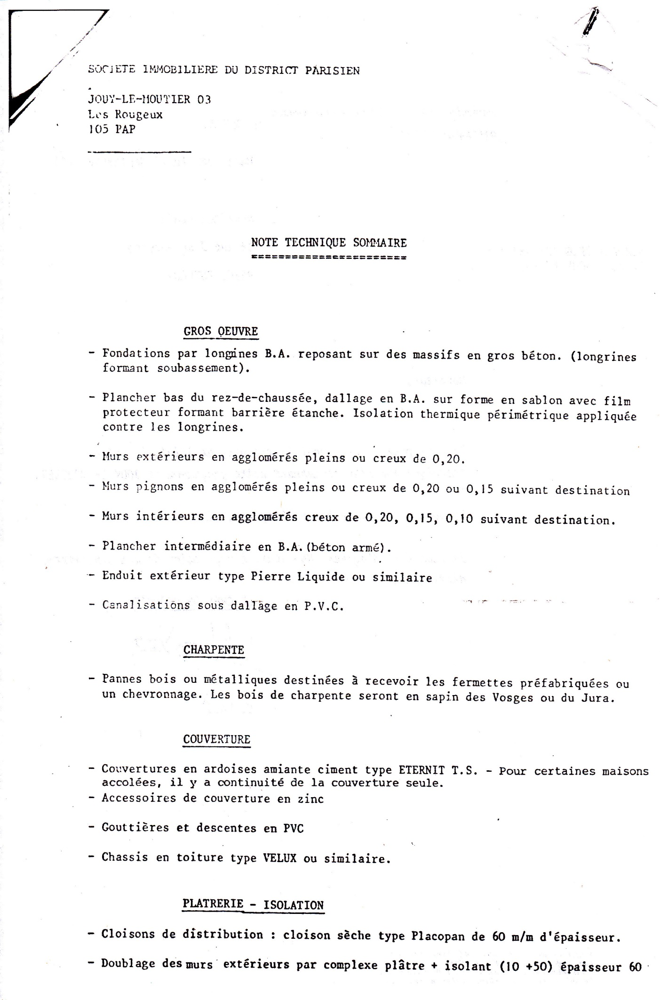 SOCIETE IMMOBILIERE DU DISTRICT PARISIEN
JOUY-LE-MOUTIER 03
Les Rougeux
105 PAP
NOTE TECHNIQUE SOMMAIRE
=======================
GROS OEUVRE
- Fondations par longrines B.A. reposant sur des massifs en gros béton. (longrines
formant soubassement).
- Plancher bas du rez-de-chaussée, dallage en B.A. sur forme en sablon avec film
protecteur formant barrière étanche. Isolation thermique périmétrique appliquée
contre les longrines.
- Murs extérieurs en agglomérés pleins ou creux de 0,20.
- Murs pignons en agglomérés pleins ou creux de 0,20 ou 0,15 suivant destination
- Murs intérieurs en agglomérés creux de 0,20, 0,15, 0,10 suivant destination.
- Plancher intermédiaire en B.A. (béton armé).
- Enduit extérieur type Pierre Liquide ou similaire
- Canalisations sous dallage en P.V.C.
CHARPENTE
- Pannes bois ou métalliques destinées à recevoir les fermettes préfabriquées ou
un chevronnage. Les bois de charpente seront en sapin des Vosges ou du Jura.
COUVERTURE
- Couvertures en ardoises amiante ciment type ETERNIT T.S. - Pour certaines maisons
accolées, il y a continuité de la couverture seule.
- Accessoires de couverture en zinc
- Gouttières et descentes en PVC
- Chassis en toiture type VELUX ou similaire.
PLATRERIE - ISOLATION
- Cloisons de distribution : cloison sèche type Placopan de 60 m/m d'épaisseur.
- Doublage des murs extérieurs par complexe plâtre + isolant (10 +50) épaisseur 60